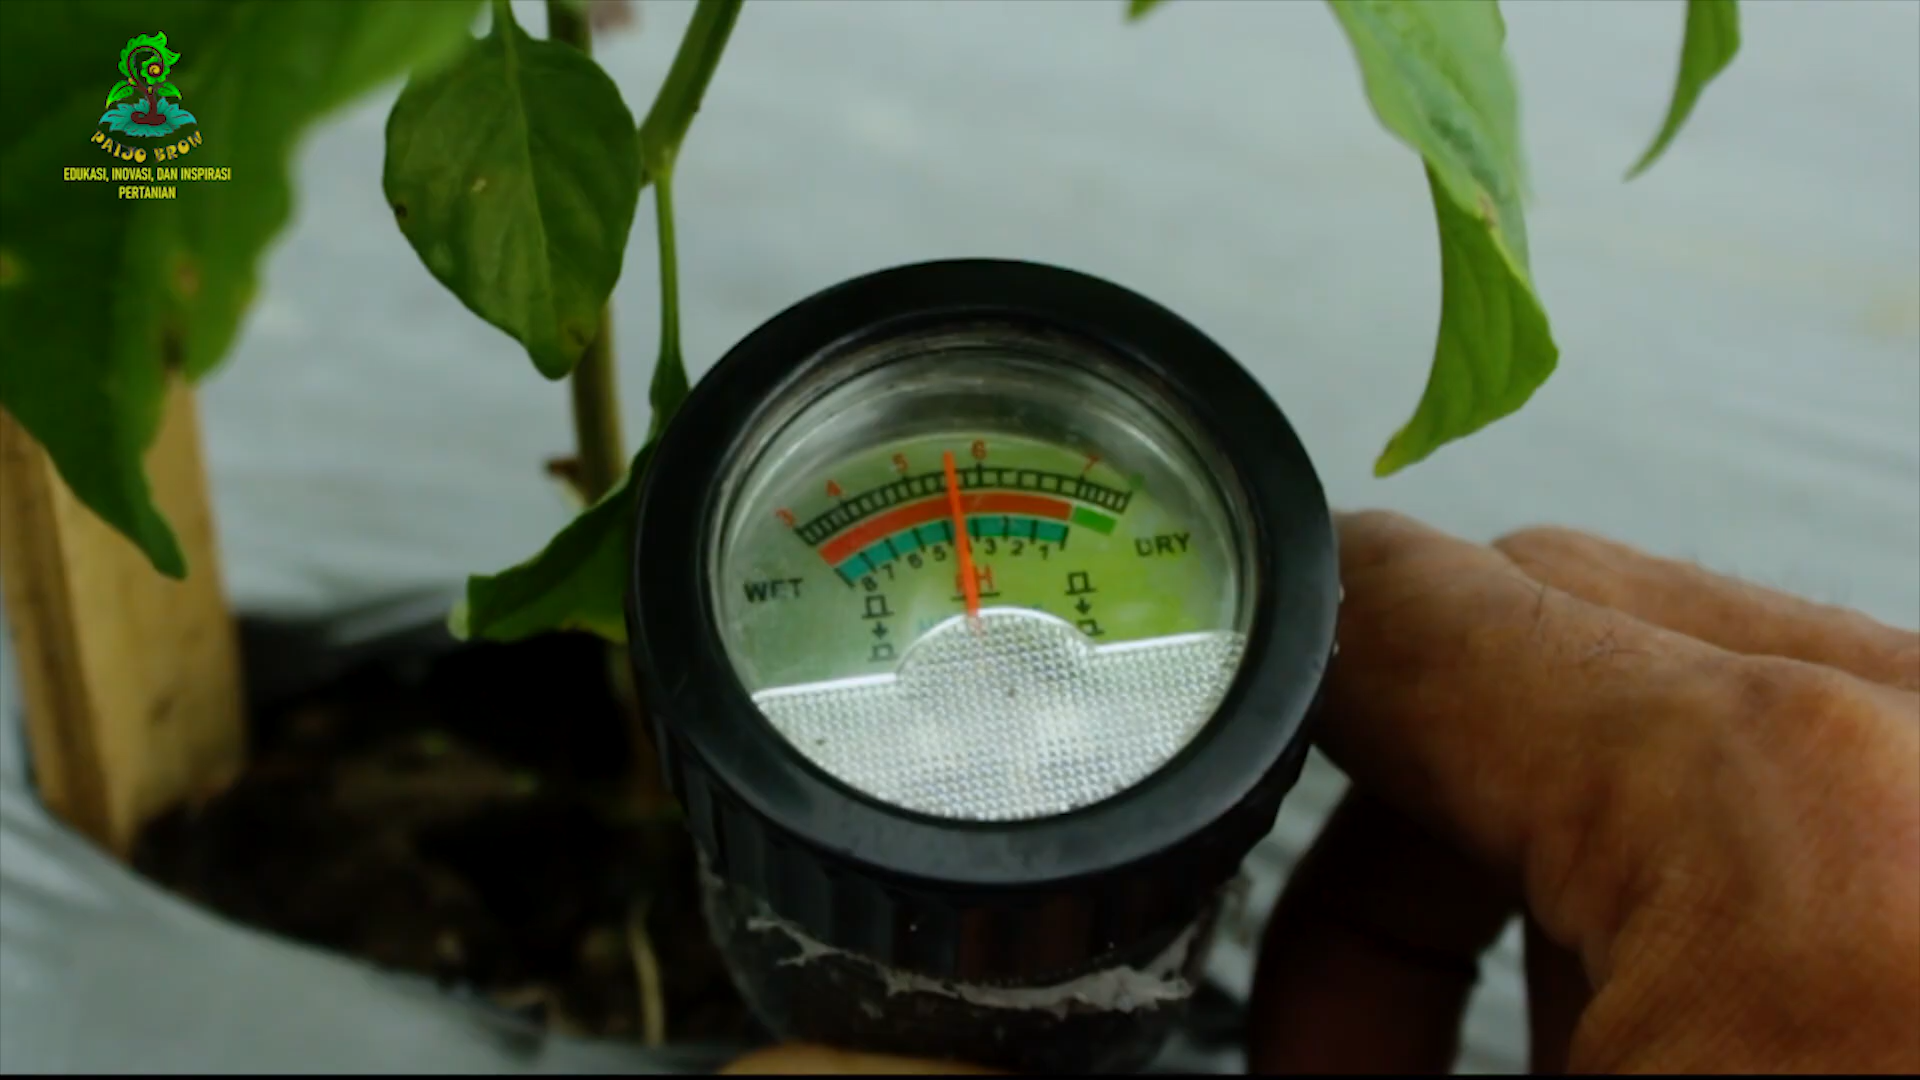 PAIJO BROW
EDUKASI, INOVASI, DAN INSPIRASI
PERTANIAN
3 4 5 6 7
8 7 6 5 3 2 1
WET
DRY
pH